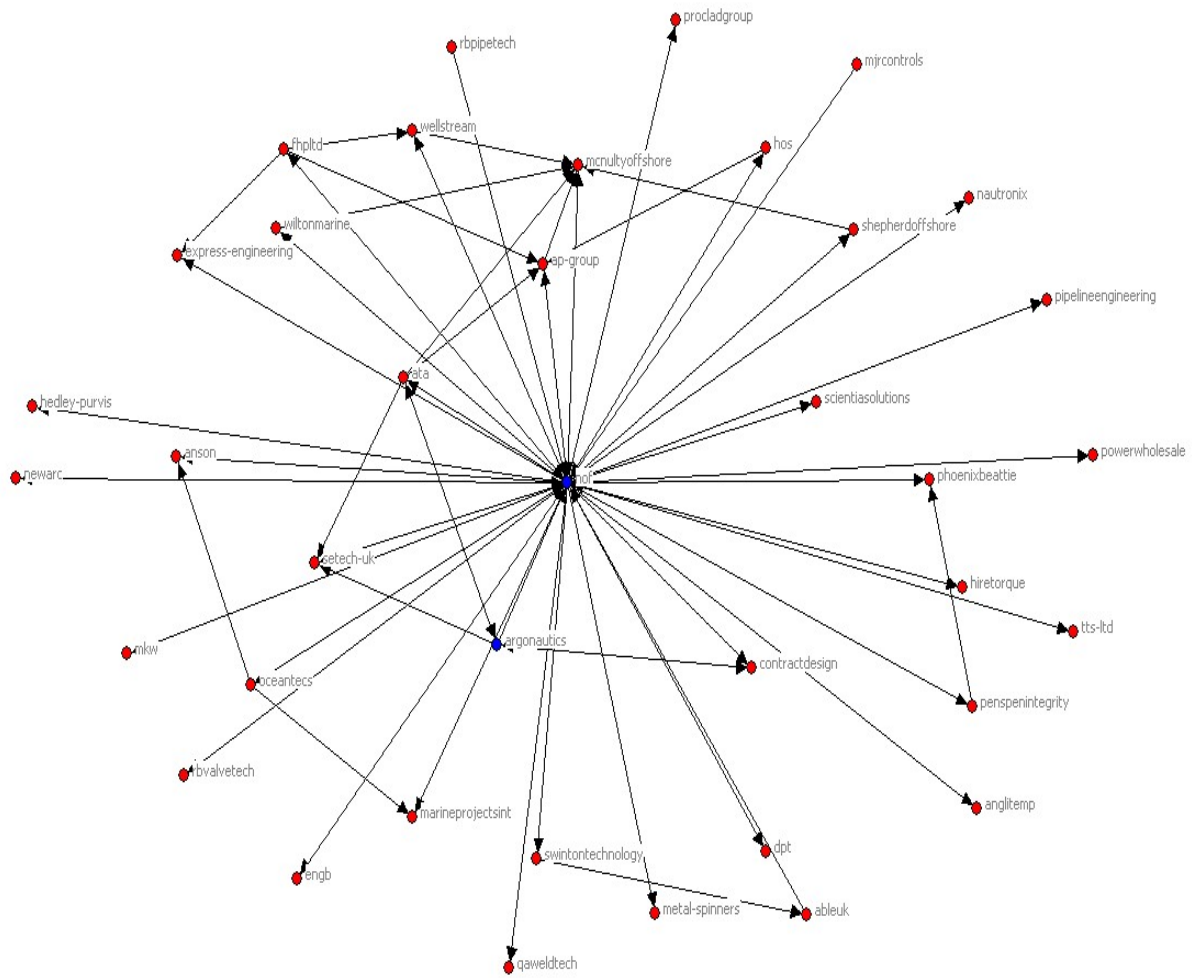 procladgroup
rbpipetech
mjrcontrols
wellstream
fhpltd
hos
mcnultyoffshore
nautronix
wiltonmarine
shepherdoffshore
express-engineering
ap-group
pipelineengineering
ata
scientiasolutions
hedley-purvis
anson
powerwholesale
newarc
nof
phoenixbeattie
setech-uk
hiretorque
tts-ltd
argonautics
mkw
contractdesign
oceantecs
penspenintegrity
rbvalvetech
marineprojectsint
anglitemp
dpt
swintontechnology
engb
metal-spinners
ableuk
qaweldtech